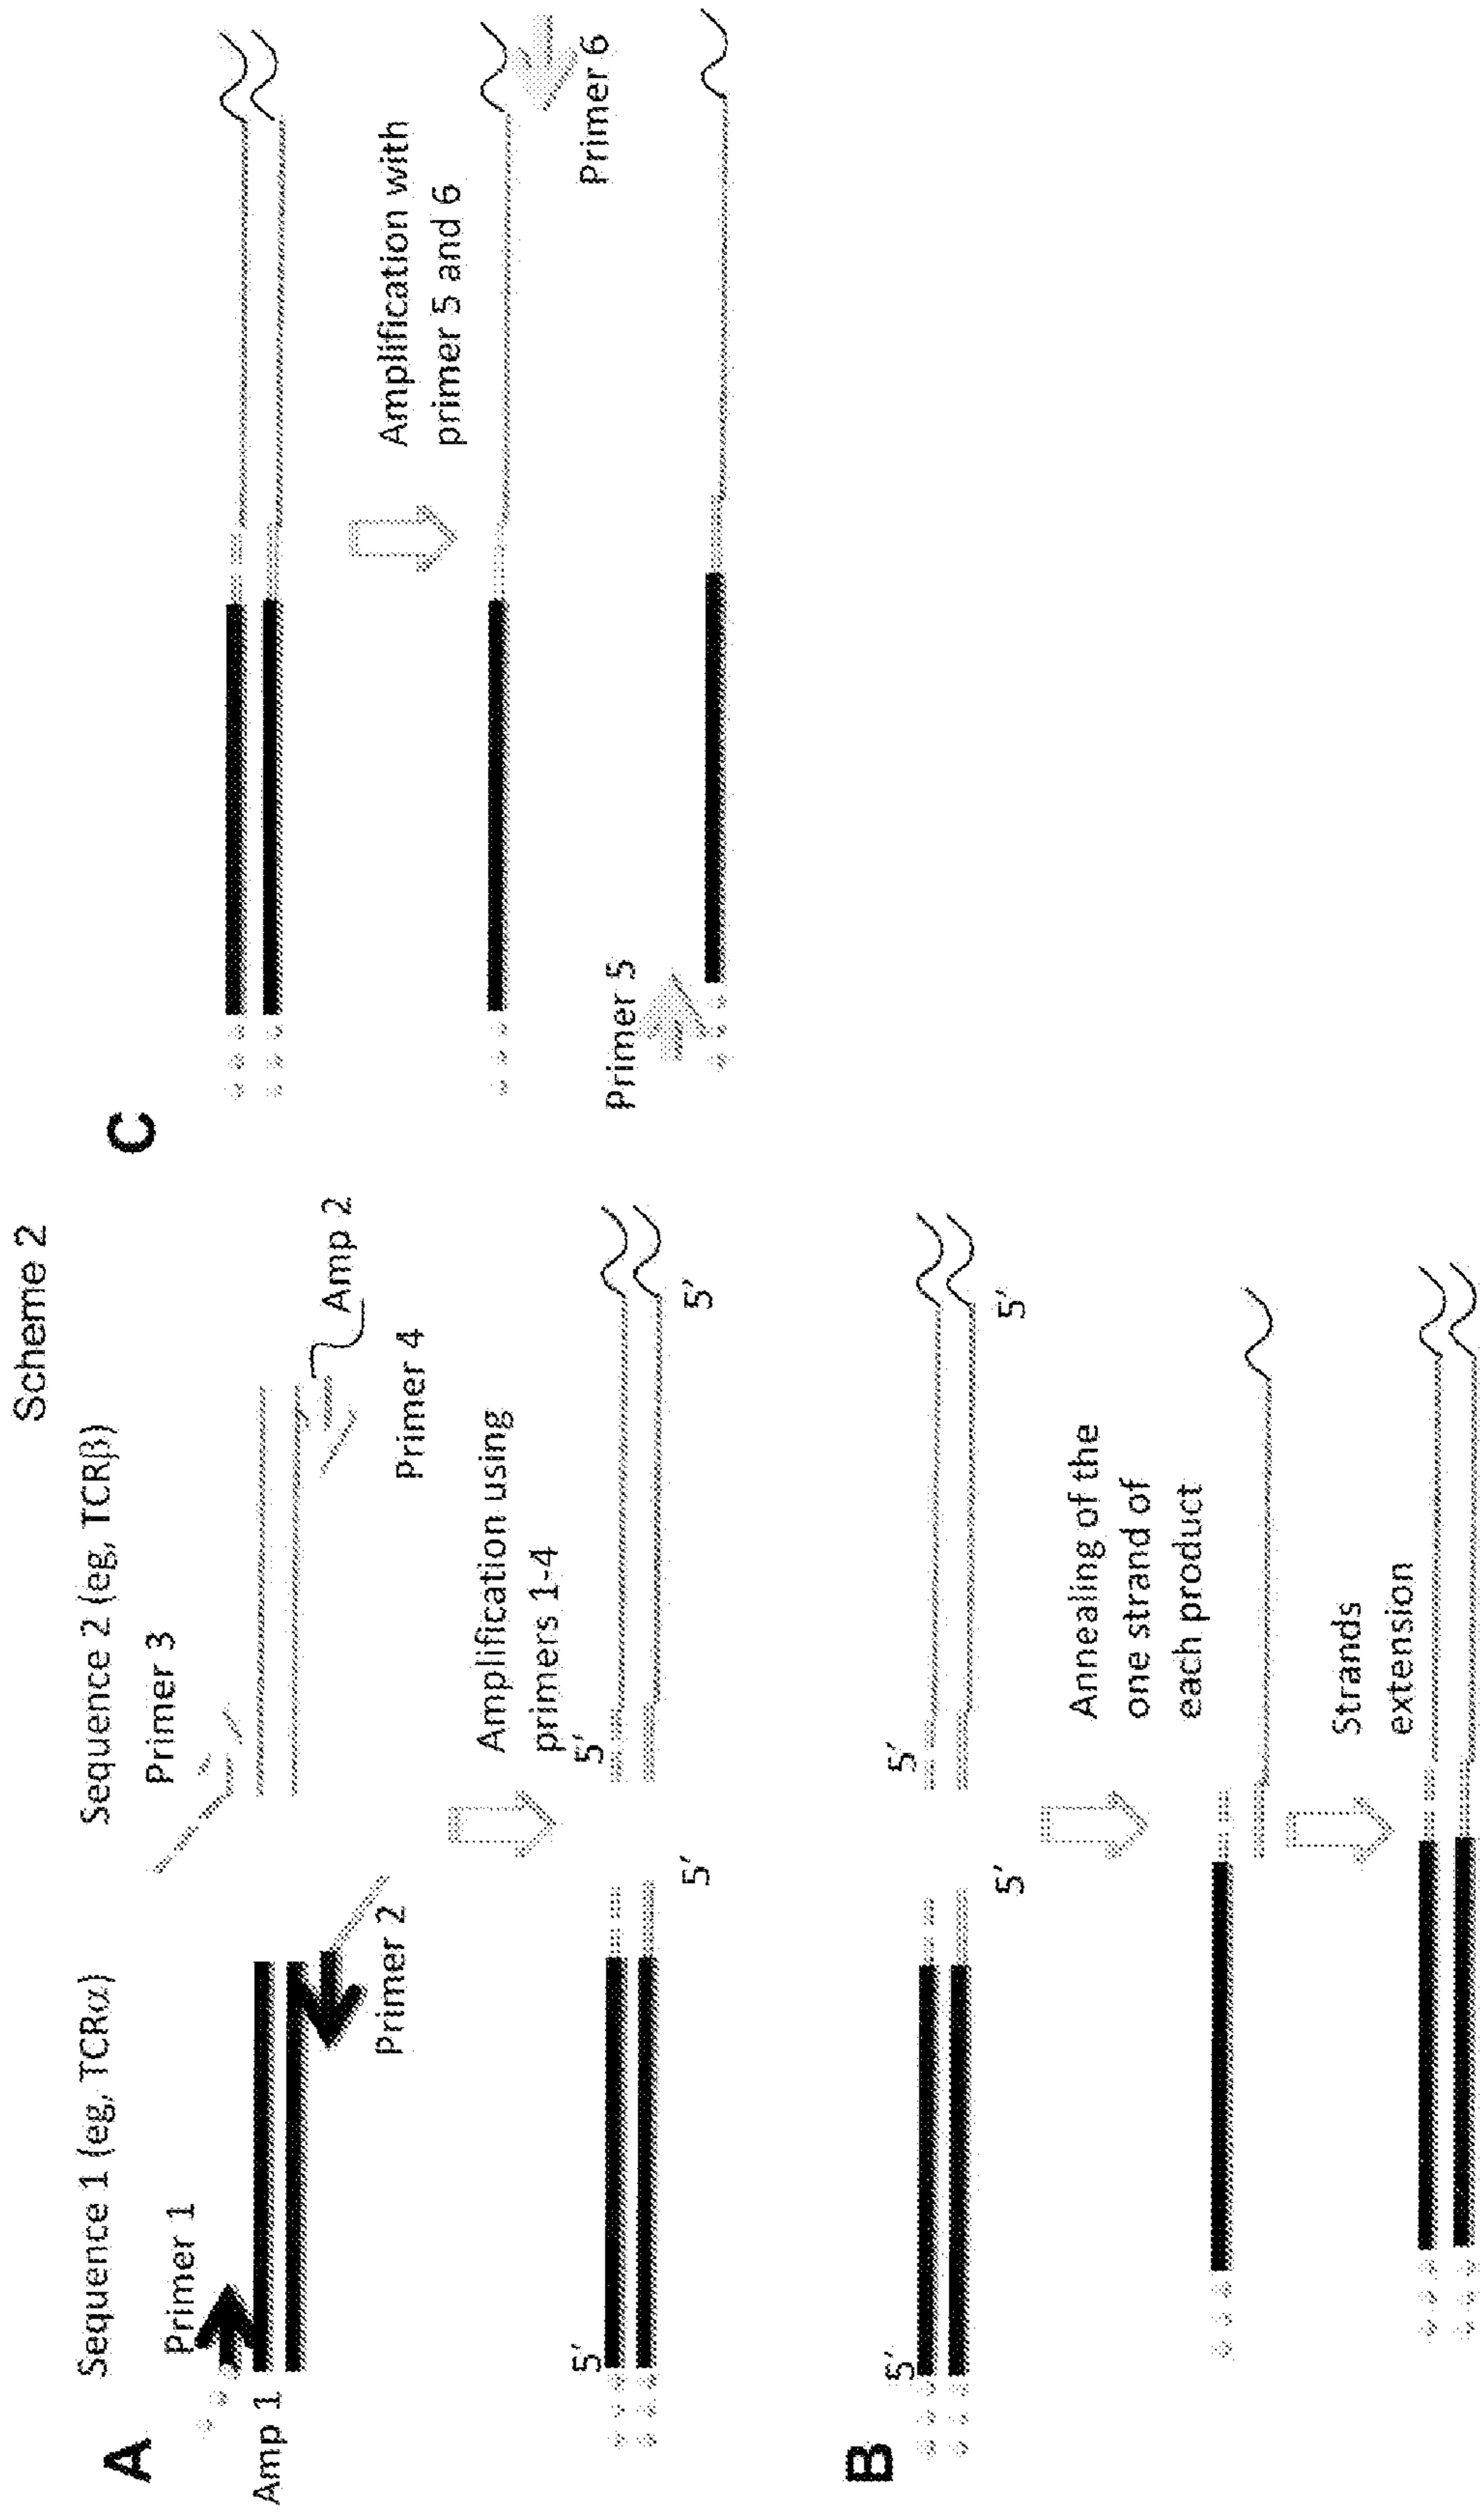 Scheme 2
A
Sequence 1 (eg, TCRα)
Sequence 2 (eg, TCRβ)
Primer 1
Primer 3
Amp 1
Amp 2
Primer 2
Primer 4
Amplification using
primers 1-4
5'
5'
5'
5'
B
5'
5'
5'
5'
Annealing of the
one strand of
each product
Strands
extension
C
Amplification with
primer 5 and 6
Primer 6
Primer 5